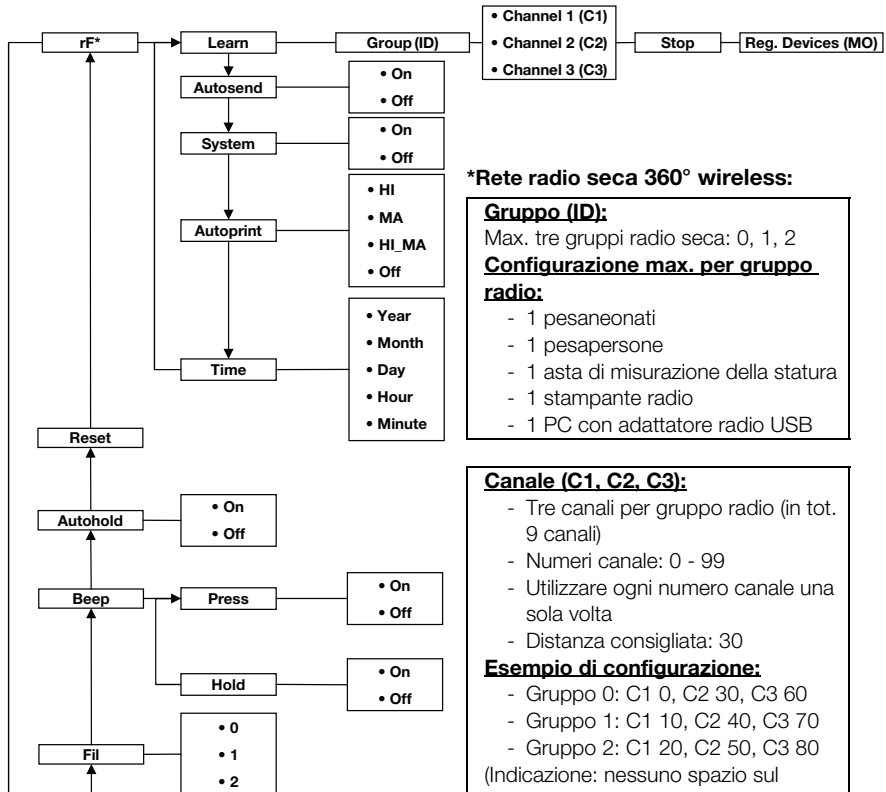 rF*
Learn
Group (ID)
• Channel 1 (C1)
• Channel 2 (C2)
• Channel 3 (C3)
Stop
Reg. Devices (MO)
Autosend
• On
• Off
System
• On
• Off
Autoprint
• HI
• MA
• HI_MA
• Off
Time
• Year
• Month
• Day
• Hour
• Minute
Reset
Autohold
• On
• Off
Beep
Press
• On
• Off
Hold
• On
• Off
Fil
• 0
• 1
• 2
*Rete radio seca 360° wireless:
Gruppo (ID):
Max. tre gruppi radio seca: 0, 1, 2
Configurazione max. per gruppo
radio:
- 1 pesaneonati
- 1 pesapersone
- 1 asta di misurazione della statura
- 1 stampante radio
- 1 PC con adattatore radio USB
Canale (C1, C2, C3):
- Tre canali per gruppo radio (in tot.
9 canali)
- Numeri canale: 0 - 99
- Utilizzare ogni numero canale una
sola volta
- Distanza consigliata: 30
Esempio di configurazione:
- Gruppo 0: C1 0, C2 30, C3 60
- Gruppo 1: C1 10, C2 40, C3 70
- Gruppo 2: C1 20, C2 50, C3 80
(Indicazione: nessuno spazio sul